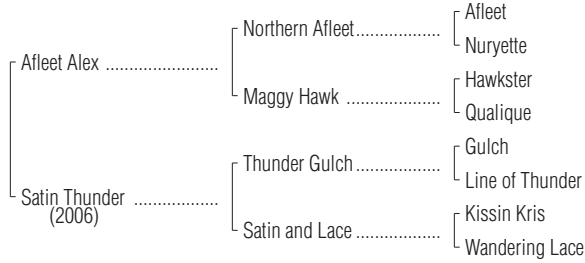 Afleet
Northern Afleet....................
Nuryette
Afleet Alex .......................
Hawkster
Maggy Hawk ......................
Qualique
Gulch
Thunder Gulch ....................
Line of Thunder
Satin Thunder ..................
(2006)
Kissin Kris
Satin and Lace....................
Wandering Lace